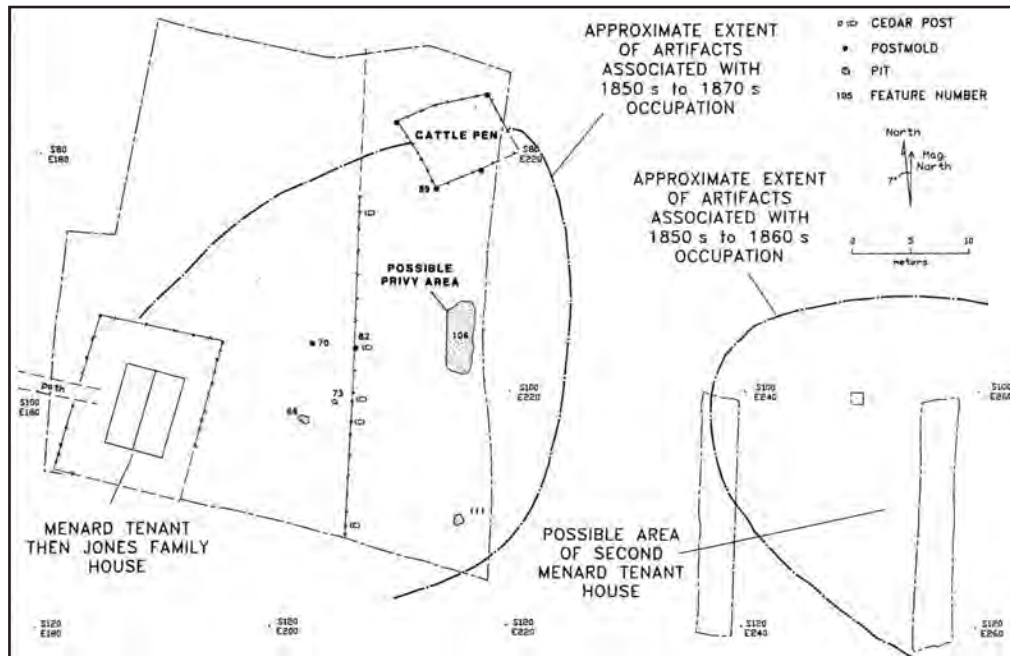 APPROXIMATE EXTENT
OF ARTIFACTS
ASSOCIATED WITH
1850 s to 1870 s
OCCUPATION
CEDAR POST
POSTMOLD
PIT
105 FEATURE NUMBER
North
Mag.
North
7°
0 5 10
meters
CATTLE PEN
S80
E180
S80
E220
89
APPROXIMATE EXTENT
OF ARTIFACTS
ASSOCIATED WITH
1850 s to 1860 s
OCCUPATION
POSSIBLE
PRIVY AREA
106
70
82
73
68
Path
S100
E180
S100
E220
S100
E240
S100
E260
111
MENARD TENANT
THEN JONES FAMILY
HOUSE
POSSIBLE AREA
OF SECOND
MENARD TENANT
HOUSE
S120
E180
S120
E200
S120
E220
S120
E240
S120
E260